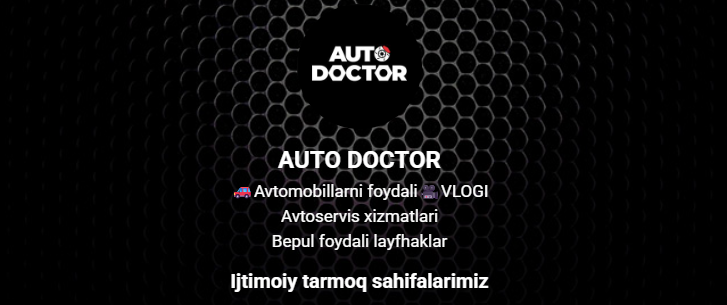 AUTO
DOCTOR
AUTO DOCTOR
🚗Avtomobillarni foydali🎥VLOGI
Avtoservis xizmatlari
Bepul foydali layfhaklar
Ijtimoiy tarmoq sahifalarimiz